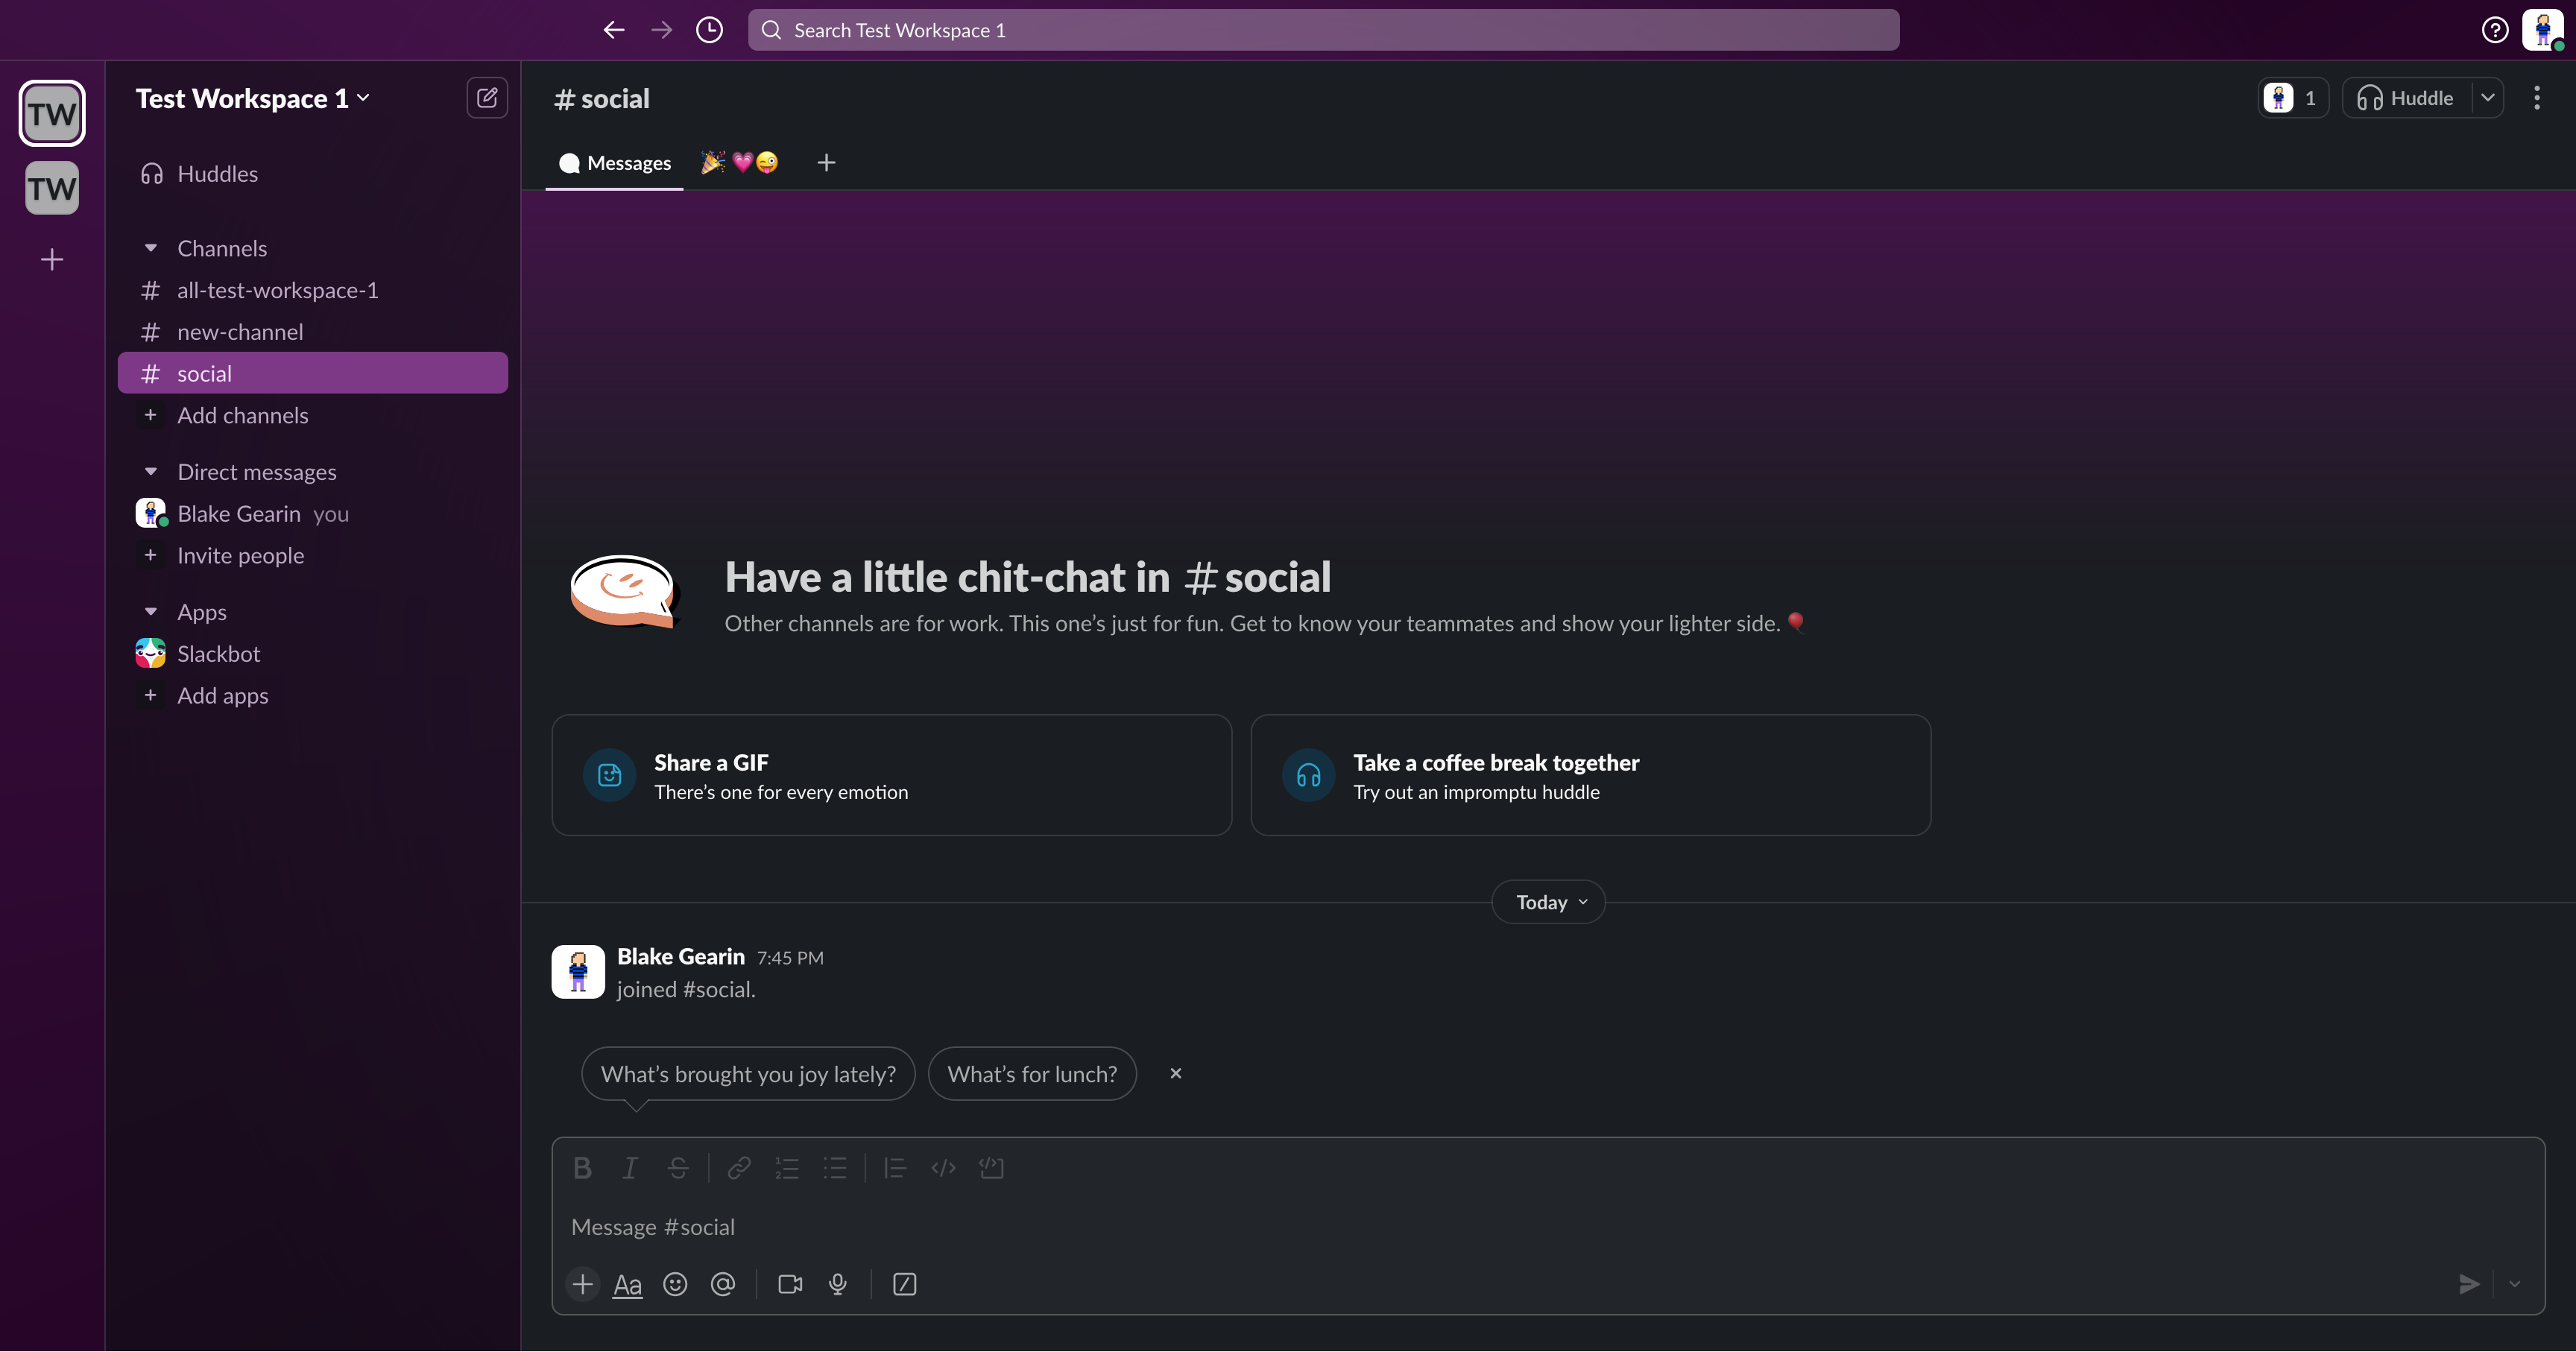 Search Test Workspace 1
TW
TW
Test Workspace 1
Huddles
Channels
# all-test-workspace-1
# new-channel
# social
+ Add channels
Direct messages
Blake Gearin you
+ Invite people
Apps
Slackbot
+ Add apps
# social
1
Huddle
Messages
🎉 💗😜
Have a little chit-chat in # social
Other channels are for work. This one’s just for fun. Get to know your teammates and show your lighter side. 🎈
Share a GIF
There’s one for every emotion
Take a coffee break together
Try out an impromptu huddle
Today
Blake Gearin 7:45 PM
joined #social.
What’s brought you joy lately?
What’s for lunch?
Message #social
Aa